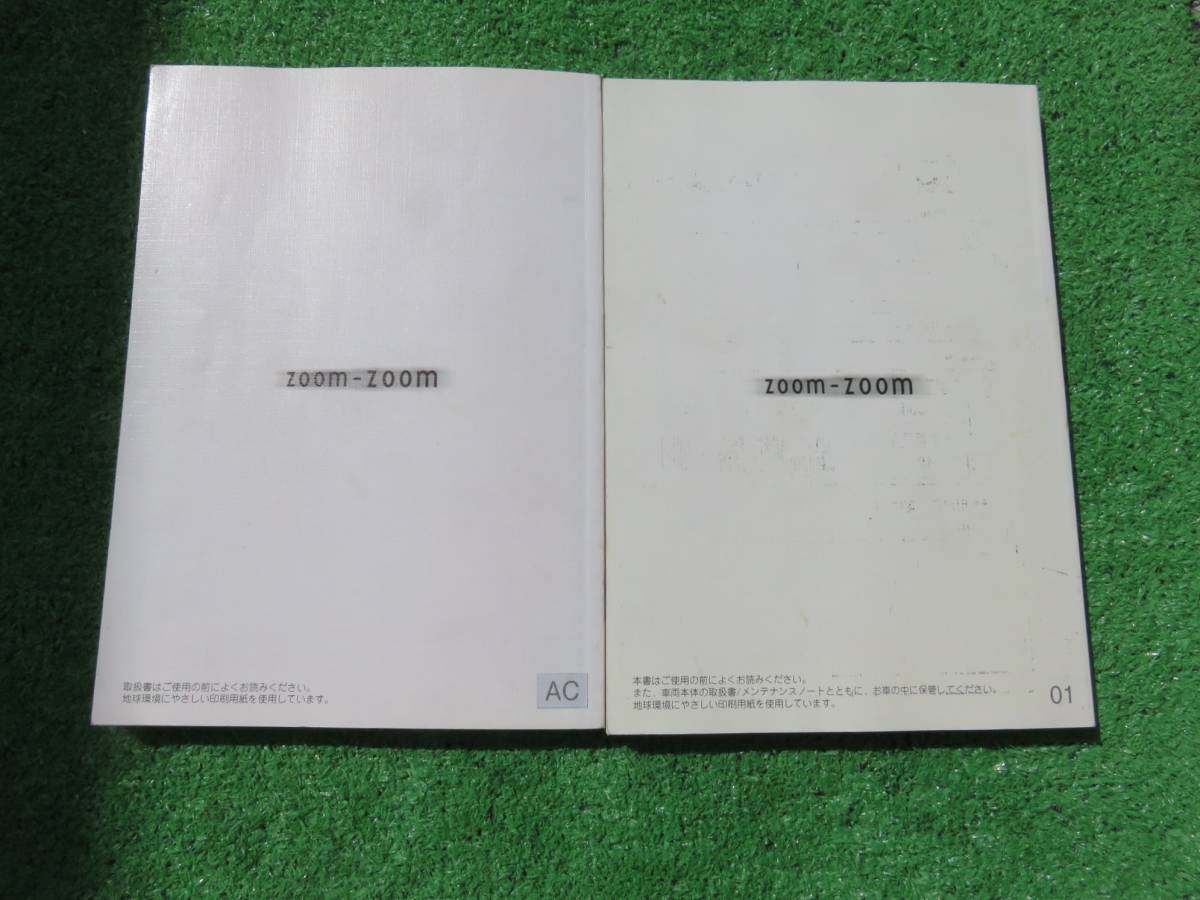 zoom-zoom
取扱書はご使用の前によくお読みください。
地球環境にやさしい印刷用紙を使用しています。
AC
zoom-zoom
本書はご使用の前によくお読みください。
また、車両本体の取扱書/メンテナンスノートとともに、お車の中に保管してください。
地球環境にやさしい印刷用紙を使用しています。
01